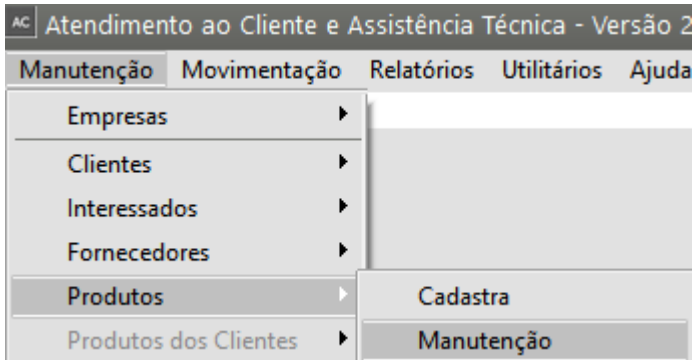 AC Atendimento ao Cliente e Assistência Técnica - Versão 2
Manutenção Movimentação Relatórios Utilitários Ajuda
Empresas
Clientes
Interessados
Fornecedores
Produtos
Cadastra
Produtos dos Clientes
Manutenção